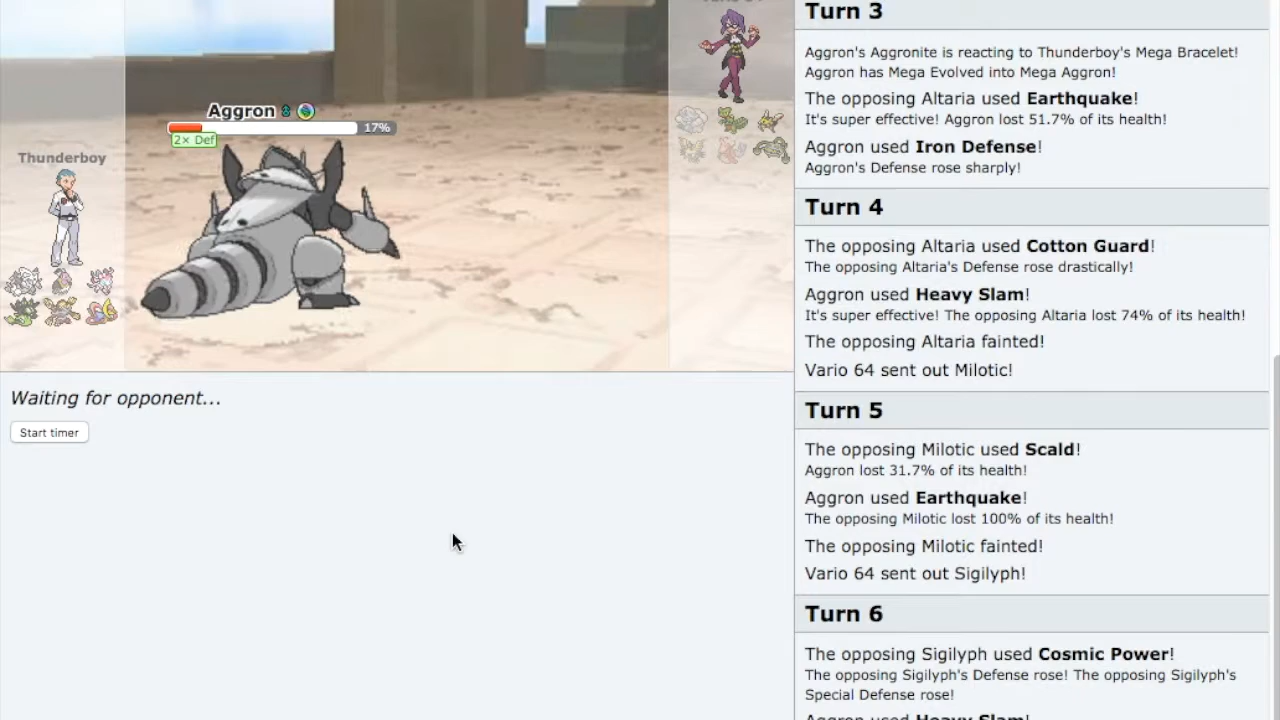 Aggron
17%
2× Def
Thunderboy
Waiting for opponent...
Start timer
Turn 3
Aggron's Aggronite is reacting to Thunderboy's Mega Bracelet!
Aggron has Mega Evolved into Mega Aggron!
The opposing Altaria used Earthquake!
It's super effective! Aggron lost 51.7% of its health!
Aggron used Iron Defense!
Aggron's Defense rose sharply!
Turn 4
The opposing Altaria used Cotton Guard!
The opposing Altaria's Defense rose drastically!
Aggron used Heavy Slam!
It's super effective! The opposing Altaria lost 74% of its health!
The opposing Altaria fainted!
Vario 64 sent out Milotic!
Turn 5
The opposing Milotic used Scald!
Aggron lost 31.7% of its health!
Aggron used Earthquake!
The opposing Milotic lost 100% of its health!
The opposing Milotic fainted!
Vario 64 sent out Sigilyph!
Turn 6
The opposing Sigilyph used Cosmic Power!
The opposing Sigilyph's Defense rose! The opposing Sigilyph's
Special Defense rose!
Aggron used Heavy Slam!